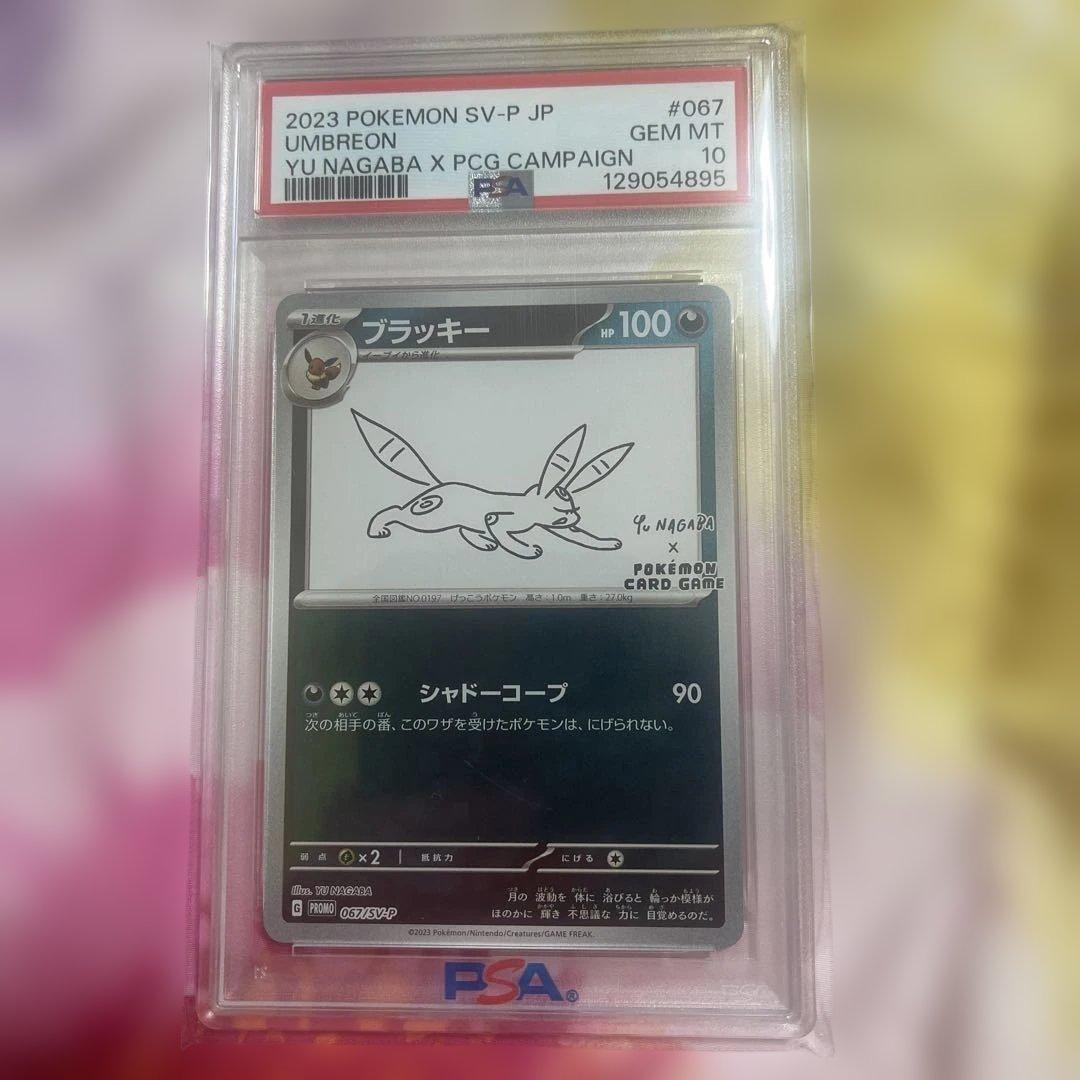 2023 POKEMON SV-P JP #067
UMBREON GEM MT
YU NAGABA X PCG CAMPAIGN 10
PSA 129054895
1進化 ブラッキー HP 100
イーブイから進化
YU NAGABA
×
POKÉMON
CARD GAME
全国図鑑NO.0197 げっこうポケモン 高さ:1.0m 重さ:27.0kg
シャドーコープ 90
次の相手の番、このワザを受けたポケモンは、にげられない。
弱点 ×2 抵抗力 にげる
Illus. YU NAGABA
月の波動を体に浴びると輪っか模様が
ほのかに輝き不思議な力に目覚めるのだ。
G PROMO 067/SV-P
©2023 Pokémon/Nintendo/Creatures/GAME FREAK.
PSA®